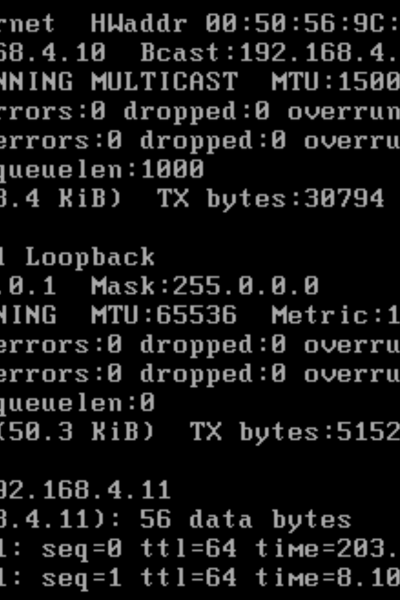 rnet HWaddr 00:50:56:9C:
68.4.10 Bcast:192.168.4.
NNING MULTICAST MTU:1500
rrors:0 dropped:0 overrun
errors:0 dropped:0 overru
queuelen:1000
8.4 KiB) TX bytes:30794
l Loopback
.0.1 Mask:255.0.0.0
NING MTU:65536 Metric:1
errors:0 dropped:0 overru
errors:0 dropped:0 overru
queuelen:0
(50.3 KiB) TX bytes:5152
92.168.4.11
8.4.11): 56 data bytes
1: seq=0 ttl=64 time=203.
1: seq=1 ttl=64 time=8.10